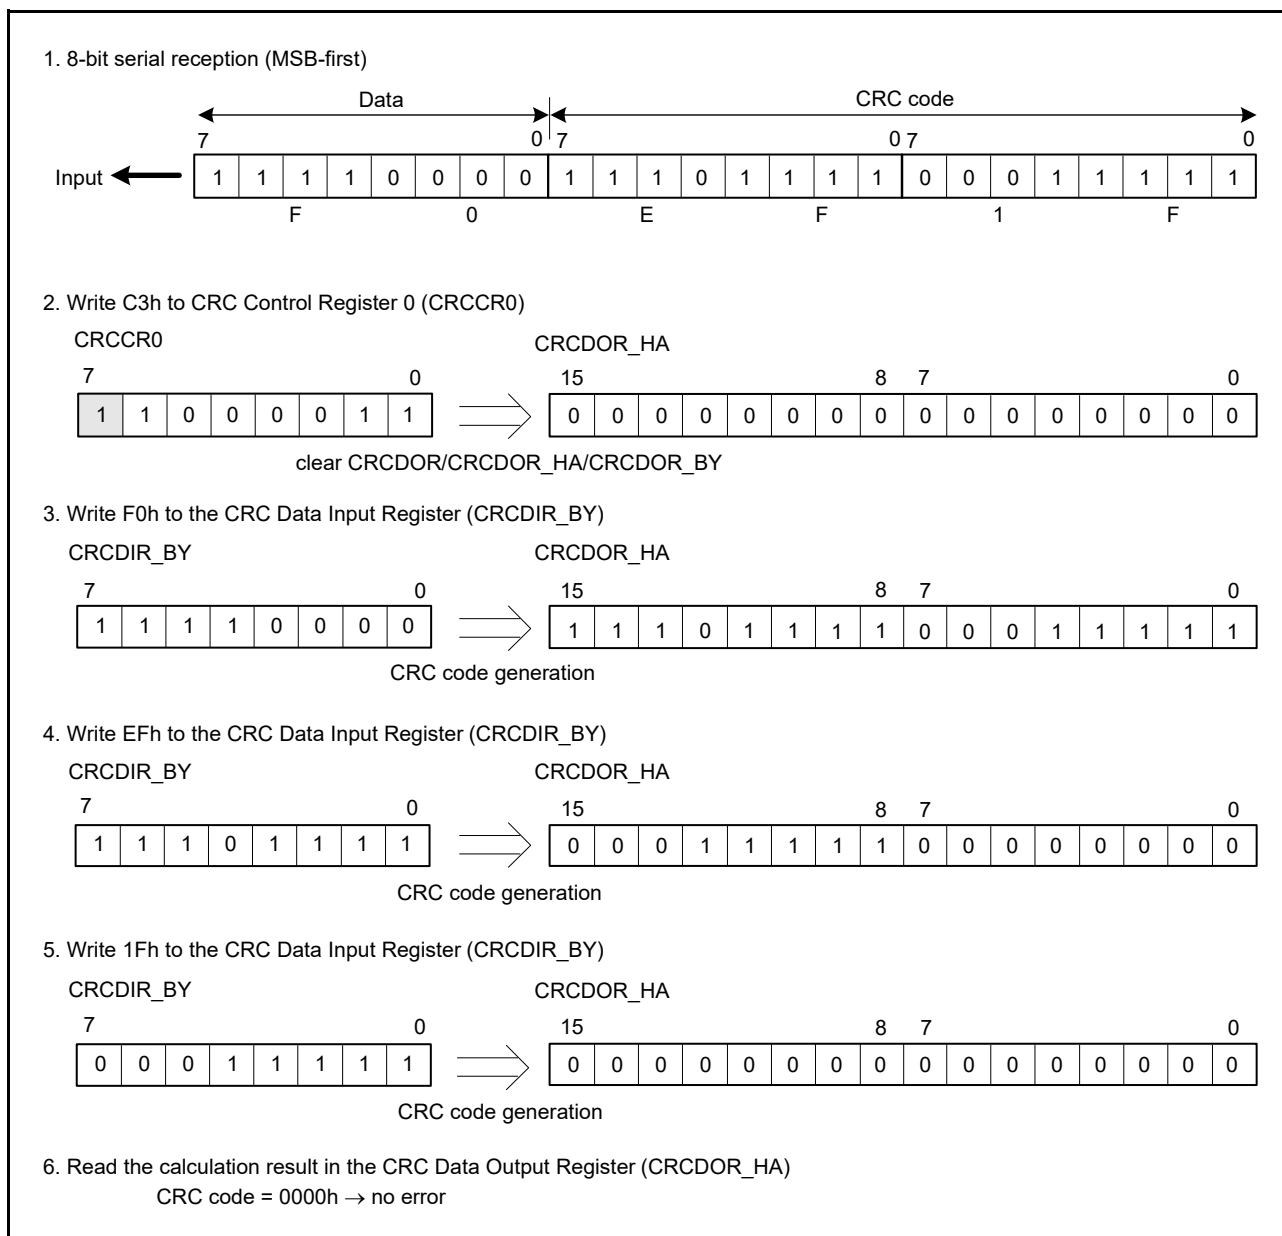 1. 8-bit serial reception (MSB-first)
Data CRC code
7 0 7 0 7 0
Input 1 1 1 1 0 0 0 0 1 1 1 0 1 1 1 1 0 0 0 1 1 1 1 1
F 0 E F 1 F
2. Write C3h to CRC Control Register 0 (CRCCR0)
CRCCR0 CRCDOR_HA
7 0 15 8 7 0
1 1 0 0 0 0 1 1 0 0 0 0 0 0 0 0 0 0 0 0 0 0 0 0
clear CRCDOR/CRCDOR_HA/CRCDOR_BY
3. Write F0h to the CRC Data Input Register (CRCDIR_BY)
CRCDIR_BY CRCDOR_HA
7 0 15 8 7 0
1 1 1 1 0 0 0 0 1 1 1 0 1 1 1 1 0 0 0 1 1 1 1 1
CRC code generation
4. Write EFh to the CRC Data Input Register (CRCDIR_BY)
CRCDIR_BY CRCDOR_HA
7 0 15 8 7 0
1 1 1 0 1 1 1 1 0 0 0 1 1 1 1 1 0 0 0 0 0 0 0 0
CRC code generation
5. Write 1Fh to the CRC Data Input Register (CRCDIR_BY)
CRCDIR_BY CRCDOR_HA
7 0 15 8 7 0
0 0 0 1 1 1 1 1 0 0 0 0 0 0 0 0 0 0 0 0 0 0 0 0
CRC code generation
6. Read the calculation result in the CRC Data Output Register (CRCDOR_HA)
CRC code = 0000h → no error